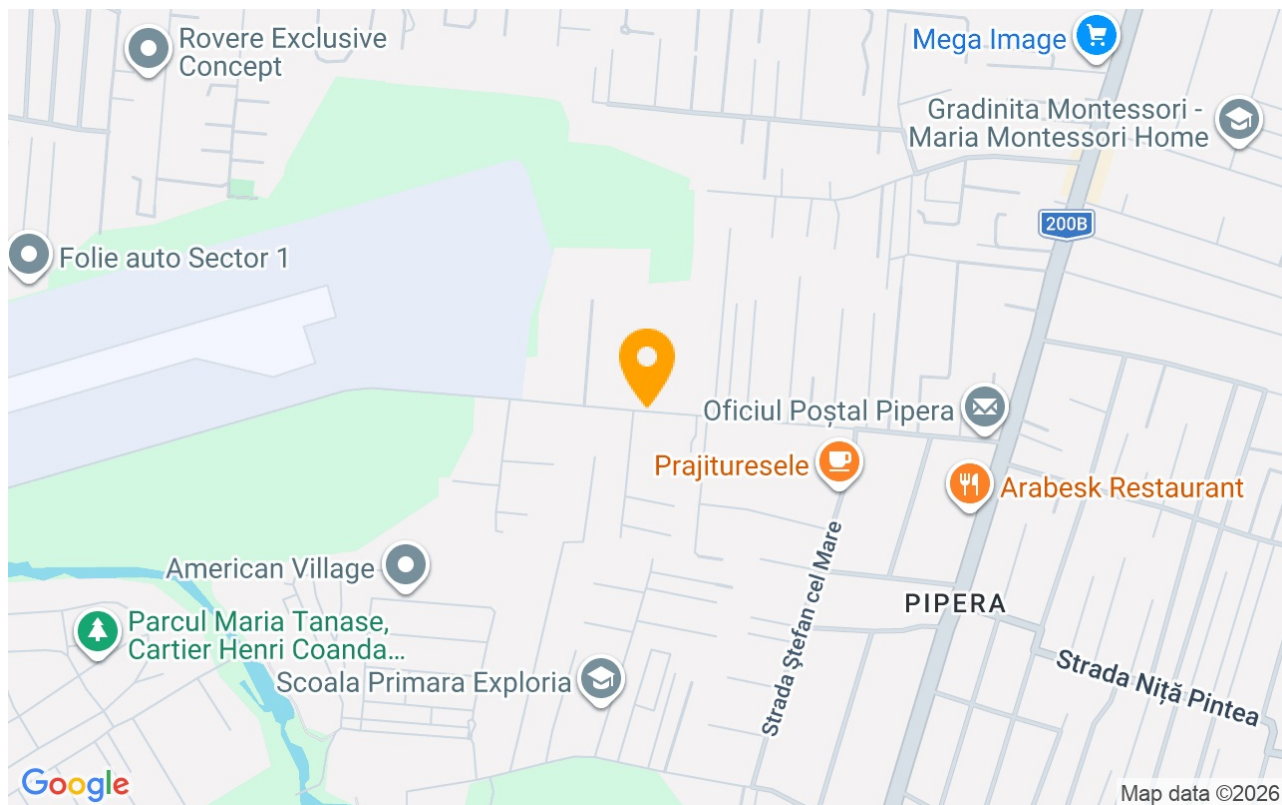 Rovere Exclusive
Concept
Mega Image
Gradinita Montessori -
Maria Montessori Home
200B
Folie auto Sector 1
Oficiul Poștal Pipera
Prajituresele
Arabesk Restaurant
American Village
PIPERA
Parcul Maria Tanase,
Cartier Henri Coanda...
Strada Ștefan cel Mare
Strada Niță Pintea
Scoala Primara Exploria
Google
Map data ©2026